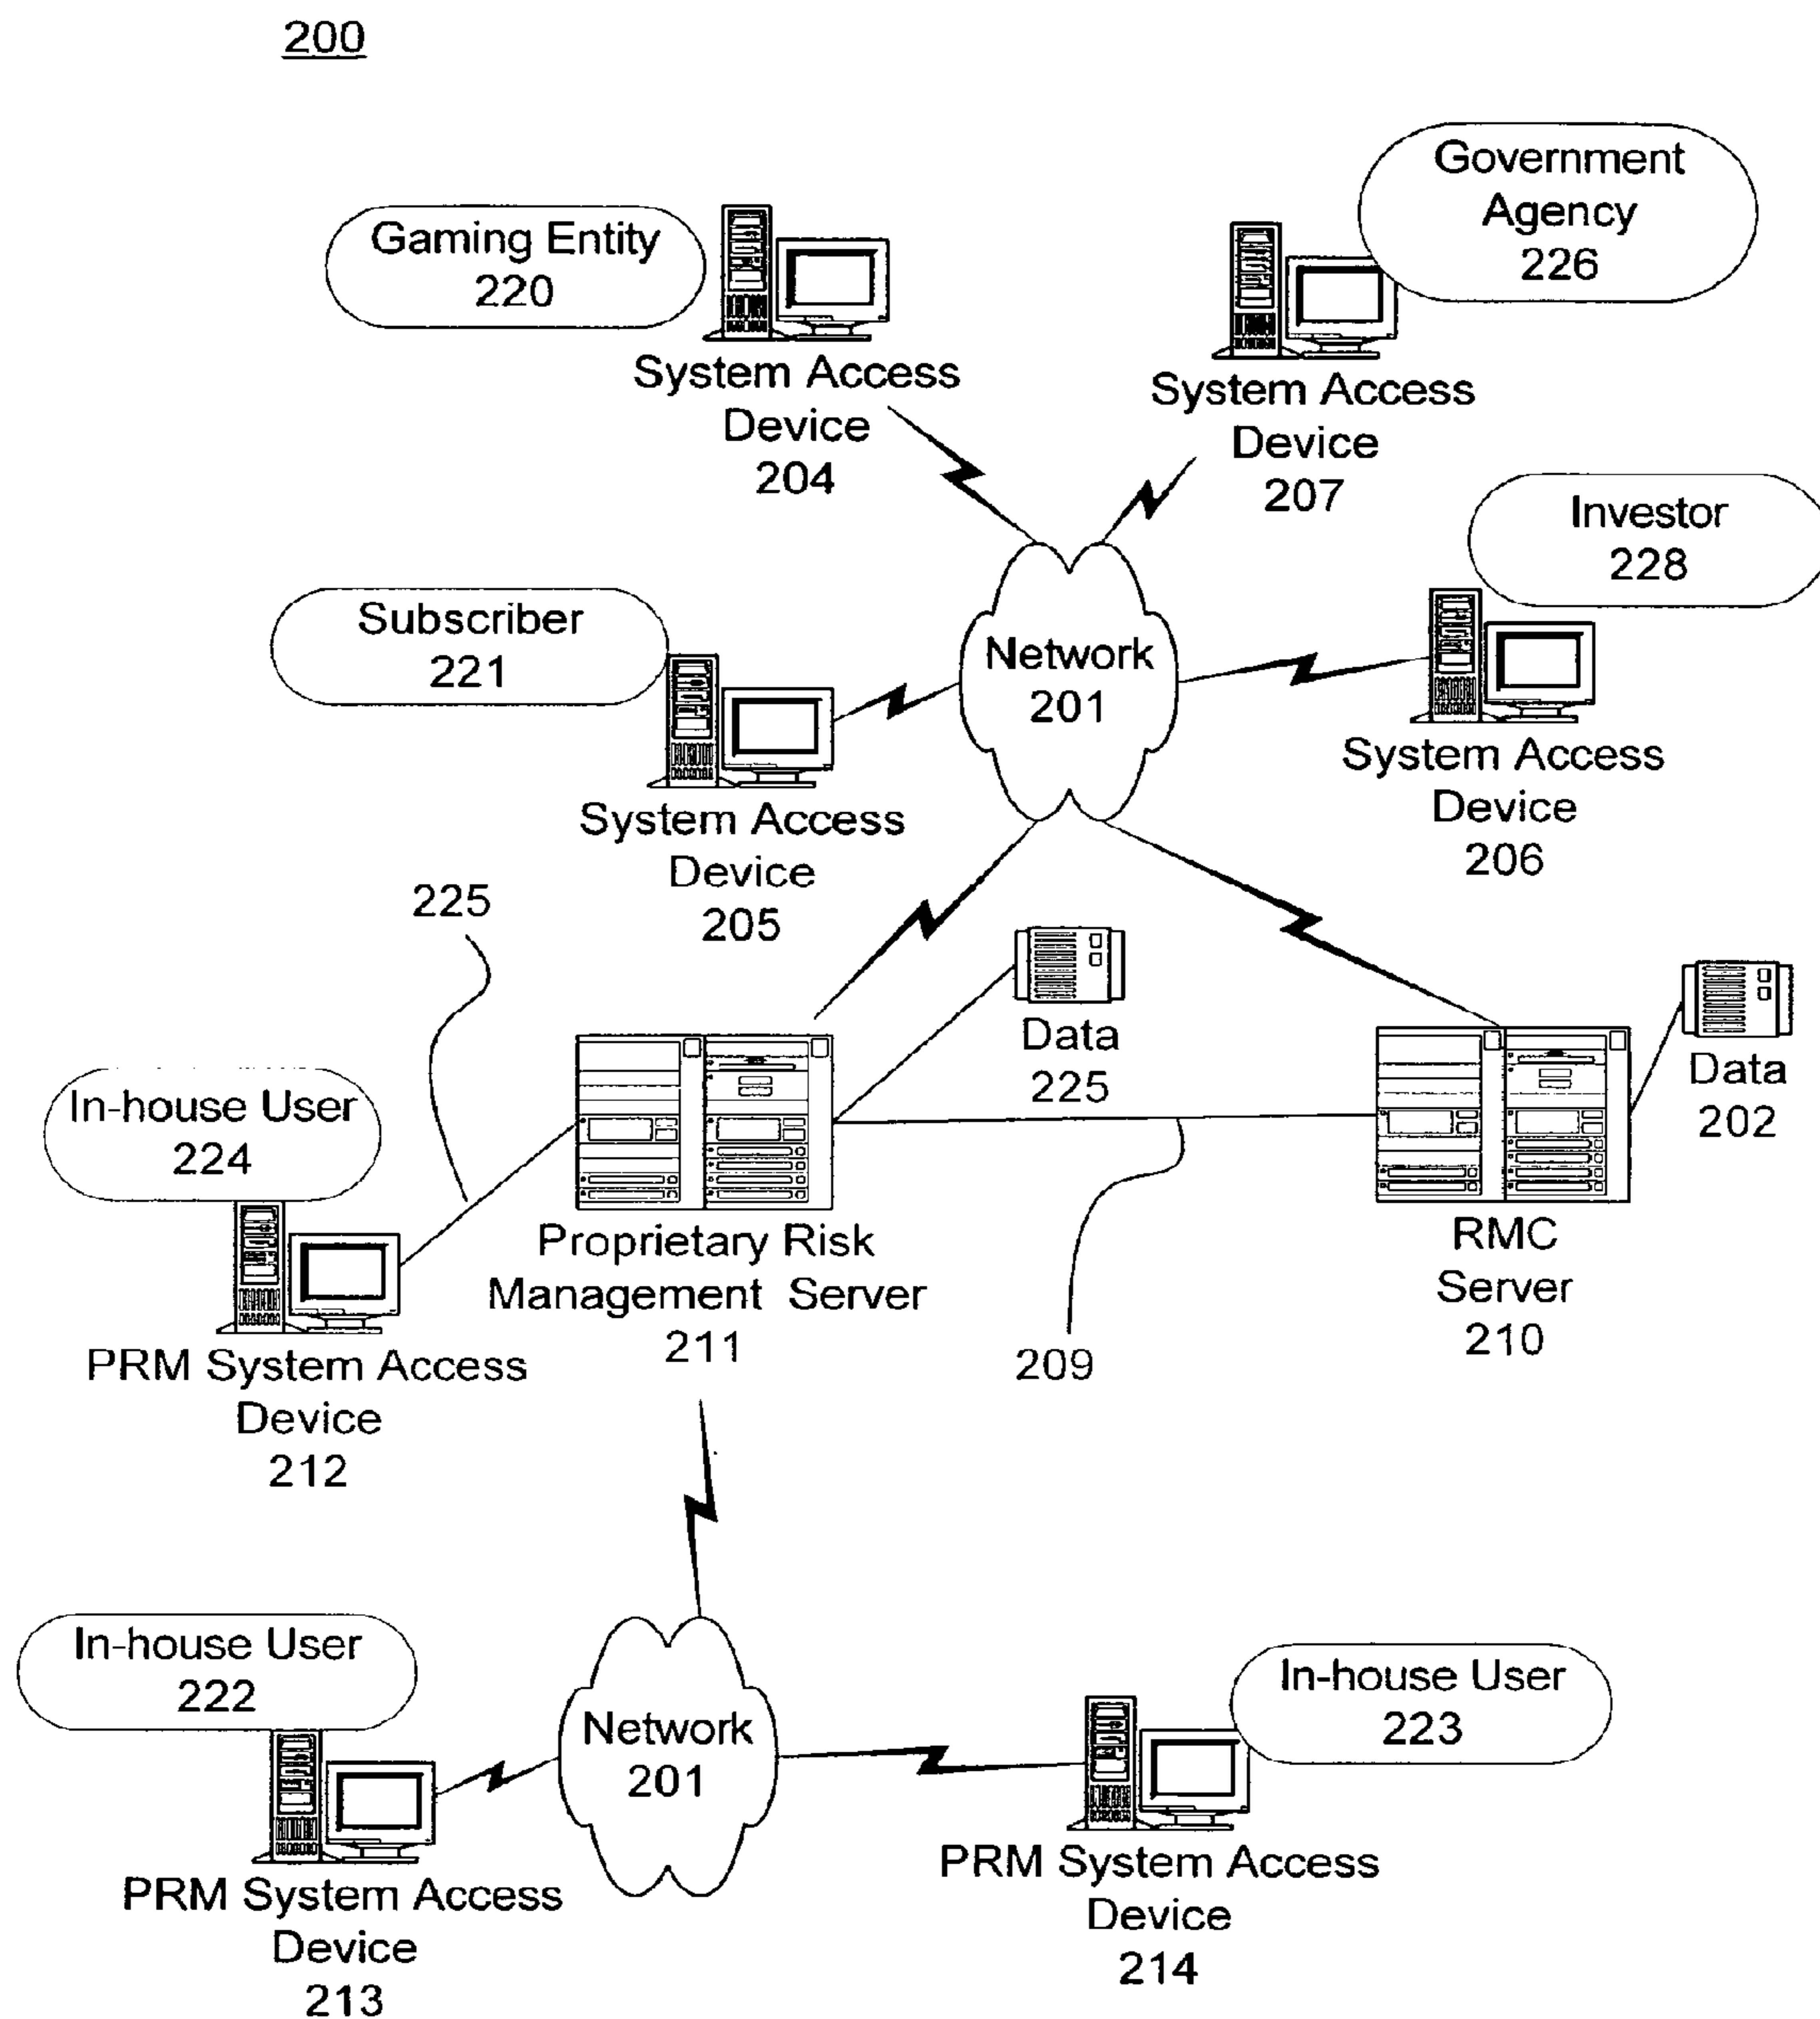 200
Government
Agency
226
Gaming Entity
220
System Access
Device
204
System Access
Device
207
Investor
228
Subscriber
221
Network
201
System Access
Device
206
System Access
Device
205
225
Data
225
Data
202
In-house User
224
Proprietary Risk
Management Server
211
RMC
Server
210
209
PRM System Access
Device
212
In-house User
222
In-house User
223
Network
201
PRM System Access
Device
213
PRM System Access
Device
214